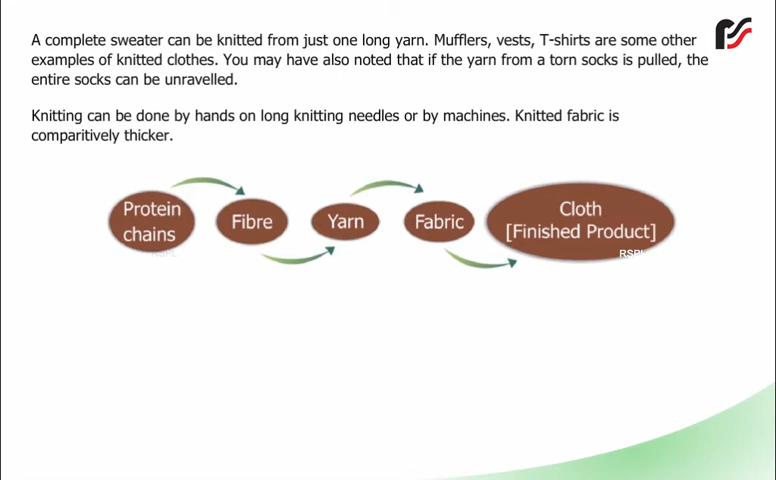 A complete sweater can be knitted from just one long yarn. Mufflers, vests, T-shirts are some other
examples of knitted clothes. You may have also noted that if the yarn from a torn socks is pulled, the
entire socks can be unravelled.
Knitting can be done by hands on long knitting needles or by machines. Knitted fabric is
comparitively thicker.
Protein
chains
Fibre
Yarn
Fabric
Cloth
[Finished Product]
RSPL
RSPL